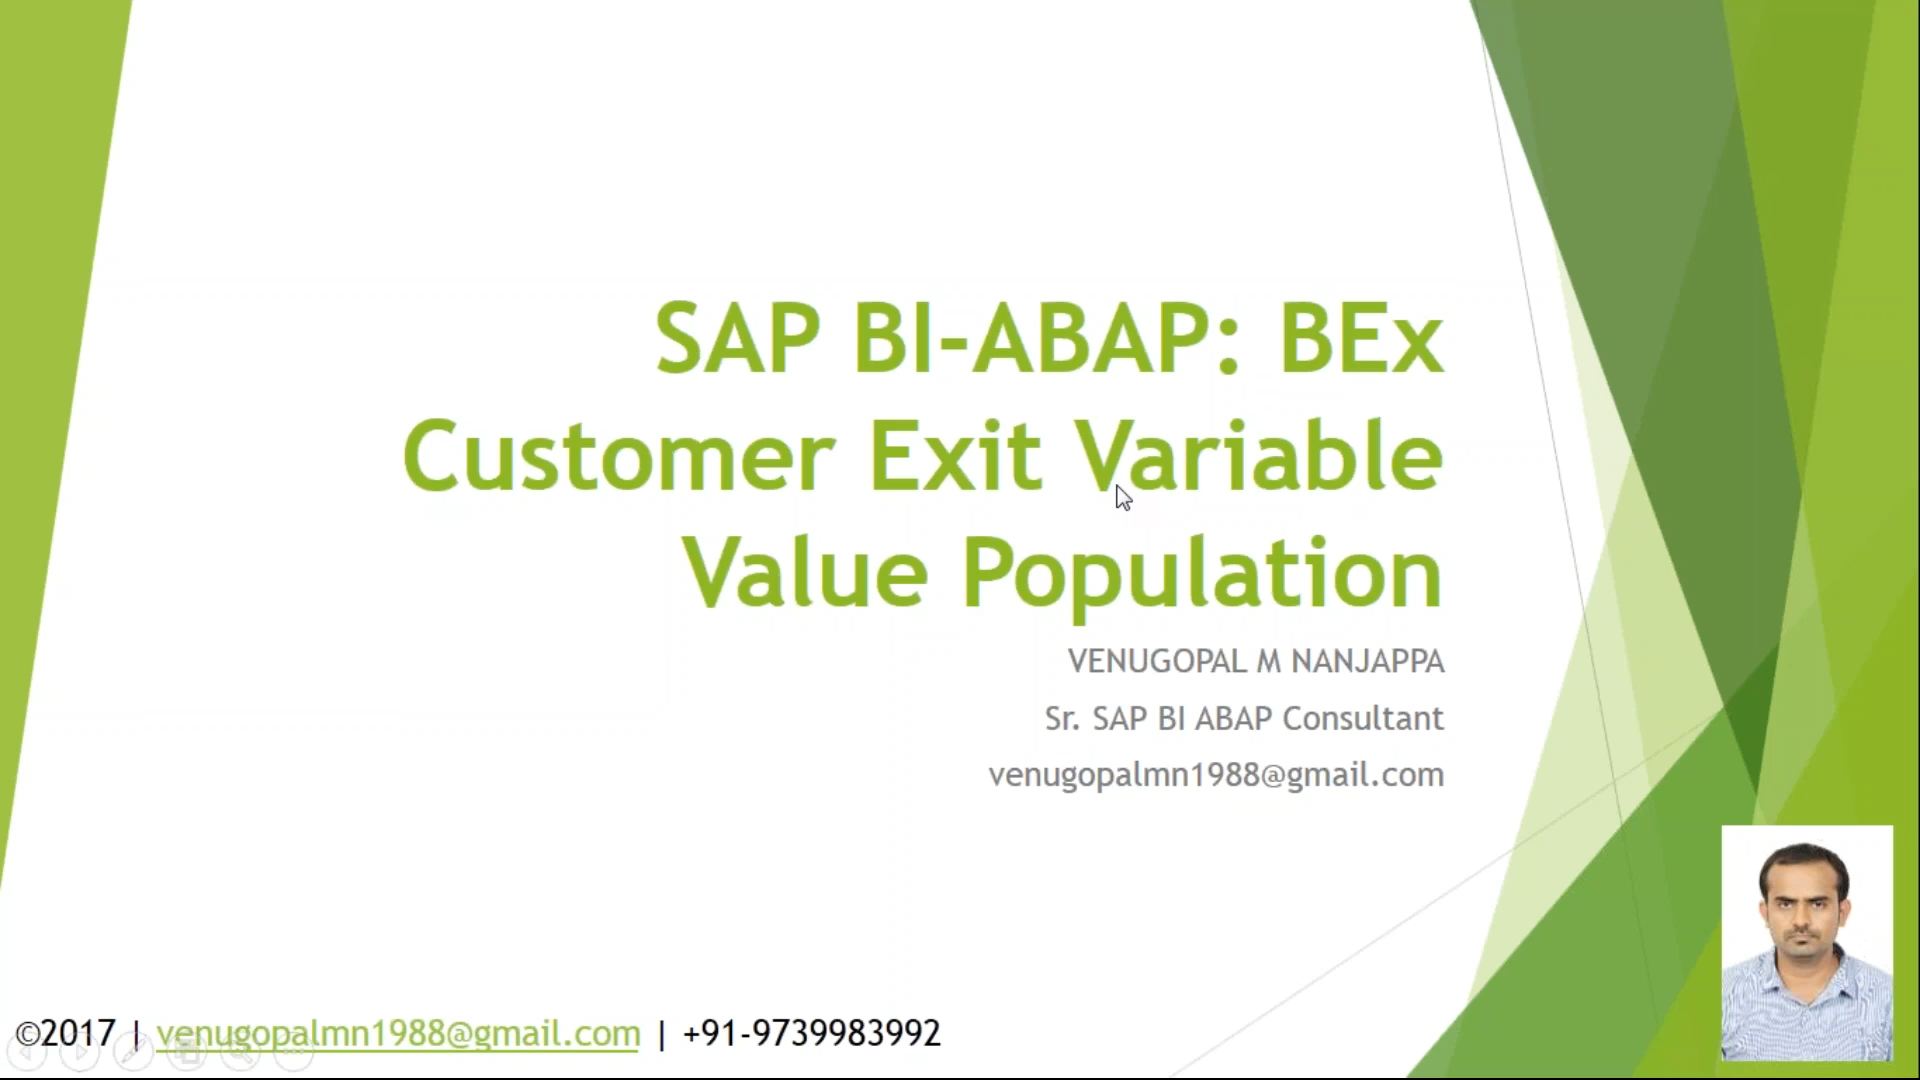 SAP BI-ABAP: BEx
Customer Exit Variable
Value Population
VENUGOPAL M NANJAPPA
Sr. SAP BI ABAP Consultant
venugopalmn1988@gmail.com
©2017 | venugopalmn1988@gmail.com | +91-9739983992